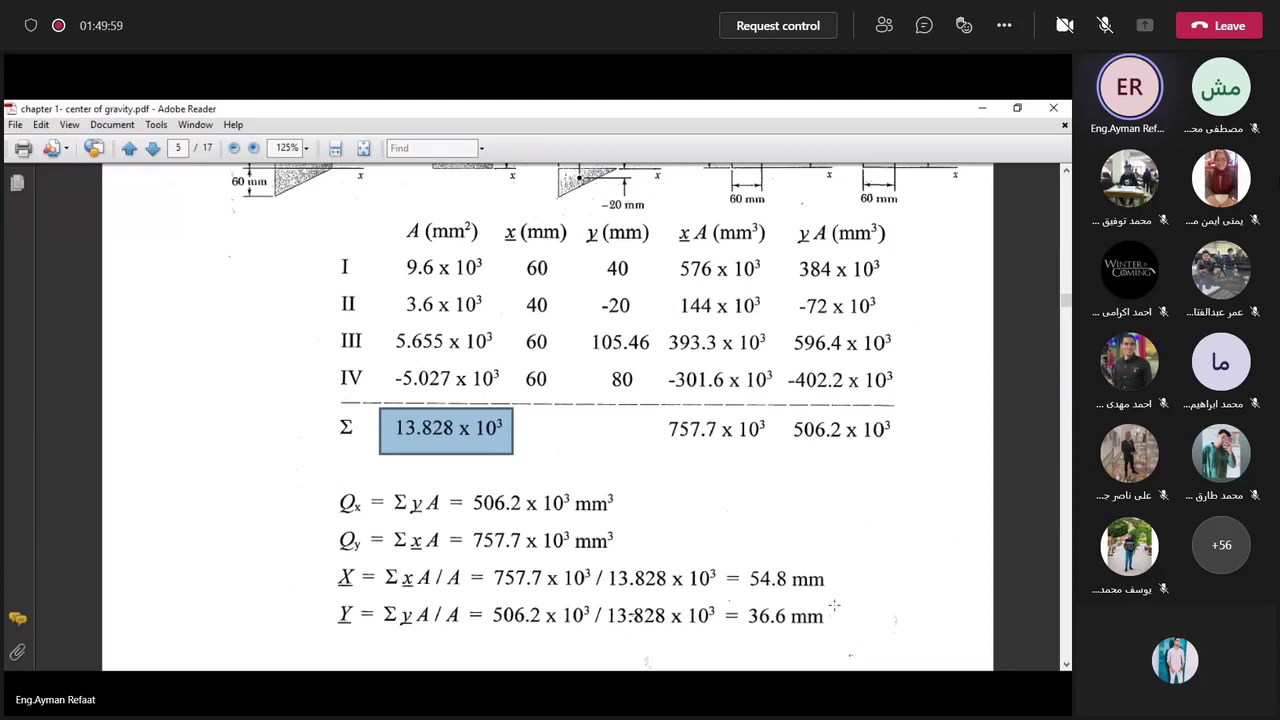 01:49:59
Request control
Leave
chapter 1- center of gravity.pdf - Adobe Reader
File Edit View Document Tools Window Help
5 / 17 125% Find
60 mm x x x x x
-20 mm 60 mm 60 mm
A (mm²) x (mm) y (mm) x A (mm³) y A (mm³)
I 9.6 x 10³ 60 40 576 x 10³ 384 x 10³
II 3.6 x 10³ 40 -20 144 x 10³ -72 x 10³
III 5.655 x 10³ 60 105.46 393.3 x 10³ 596.4 x 10³
IV -5.027 x 10³ 60 80 -301.6 x 10³ -402.2 x 10³
Σ 13.828 x 10³ 757.7 x 10³ 506.2 x 10³
Qx = Σ y A = 506.2 x 10³ mm³
Qy = Σ x A = 757.7 x 10³ mm³
X = Σ x A / A = 757.7 x 10³ / 13.828 x 10³ = 54.8 mm
Y = Σ y A / A = 506.2 x 10³ / 13.828 x 10³ = 36.6 mm
Eng.Ayman Refaat
ER
Eng.Ayman Refa...
مش
مصطفى مح...
محمد توفيق ...
يمنى ايمن م...
WINTER IS
COMING
احمد اكرامى ...
عمر عبدالفتا...
احمد مهدى ...
ما
محمد ابراهيم...
على ناصر ج...
محمد طارق ...
يوسف محمد...
+56